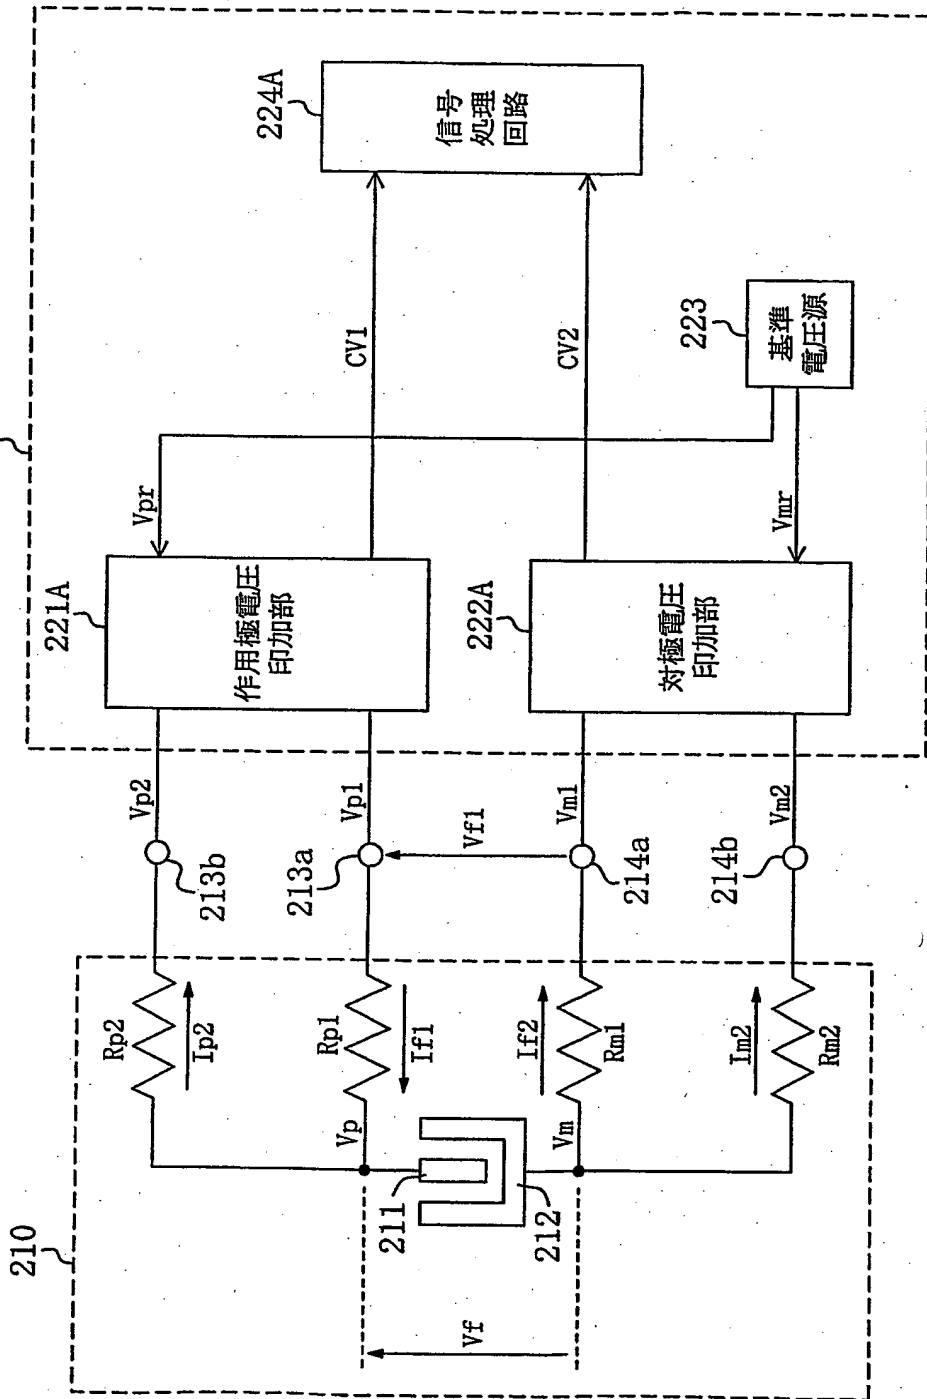 210
Vf
211
212
Vp
Vm
Rp2
Ip2
Rp1
If1
If2
Rm1
Im2
Rm2
213b
213a
214a
214b
Vp2
Vp1
Vf1
Vm1
Vm2
221A
作用極電圧
印加部
222A
対極電圧
印加部
Vpr
CV1
CV2
Vmr
223
基準
電圧源
224A
信号
処理
回路